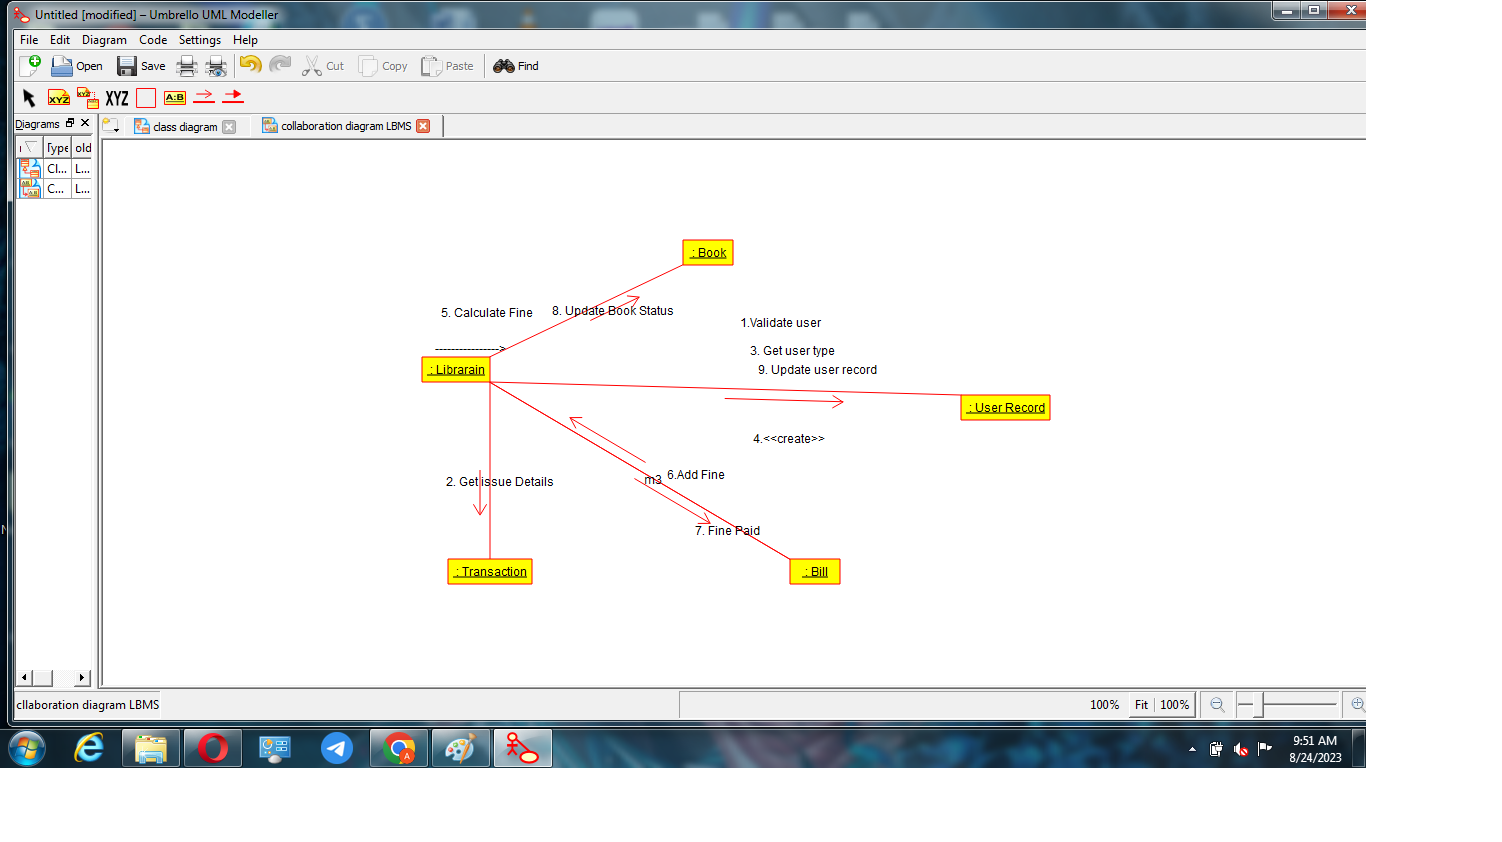 Untitled [modified] – Umbrello UML Modeller
File Edit Diagram Code Settings Help
Open Save Cut Copy Paste Find
XYZ XYZ XYZ A:B
Diagrams class diagram collaboration diagram LBMS
Type old
Cl... L...
C... L...
: Book
5. Calculate Fine 8. Update Book Status
1.Validate user
---------------->
3. Get user type
: Librarain
9. Update user record
: User Record
4.<<create>>
6.Add Fine
m3
2. Get issue Details
7. Fine Paid
: Transaction
: Bill
cllaboration diagram LBMS 100% Fit 100%
9:51 AM
8/24/2023